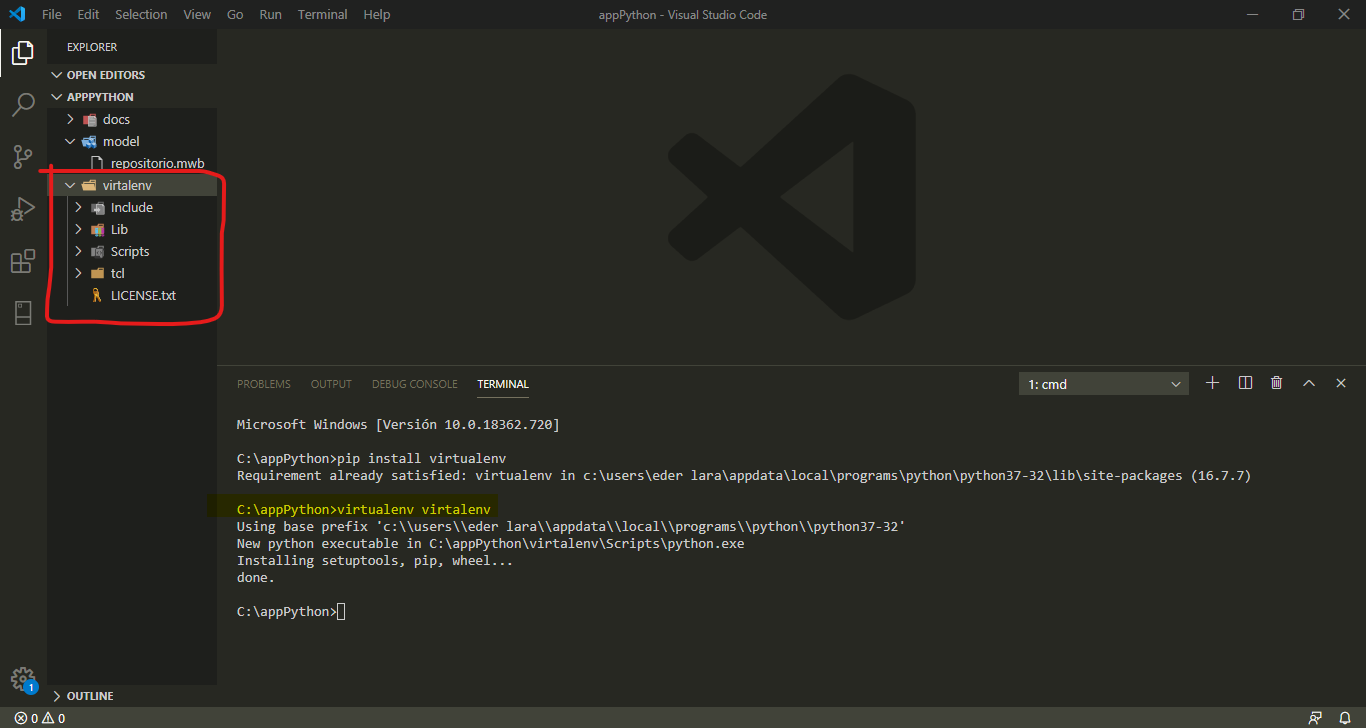 File Edit Selection View Go Run Terminal Help
appPython - Visual Studio Code
EXPLORER
OPEN EDITORS
APPPYTHON
docs
model
repositorio.mwb
virtalenv
Include
Lib
Scripts
tcl
LICENSE.txt
PROBLEMS OUTPUT DEBUG CONSOLE TERMINAL
1: cmd
Microsoft Windows [Versión 10.0.18362.720]
C:\appPython>pip install virtualenv
Requirement already satisfied: virtualenv in c:\users\eder lara\appdata\local\programs\python\python37-32\lib\site-packages (16.7.7)
C:\appPython>virtualenv virtalenv
Using base prefix 'c:\\users\\eder lara\\appdata\\local\\programs\\python\\python37-32'
New python executable in C:\appPython\virtalenv\Scripts\python.exe
Installing setuptools, pip, wheel...
done.
C:\appPython>
1
OUTLINE
0 0